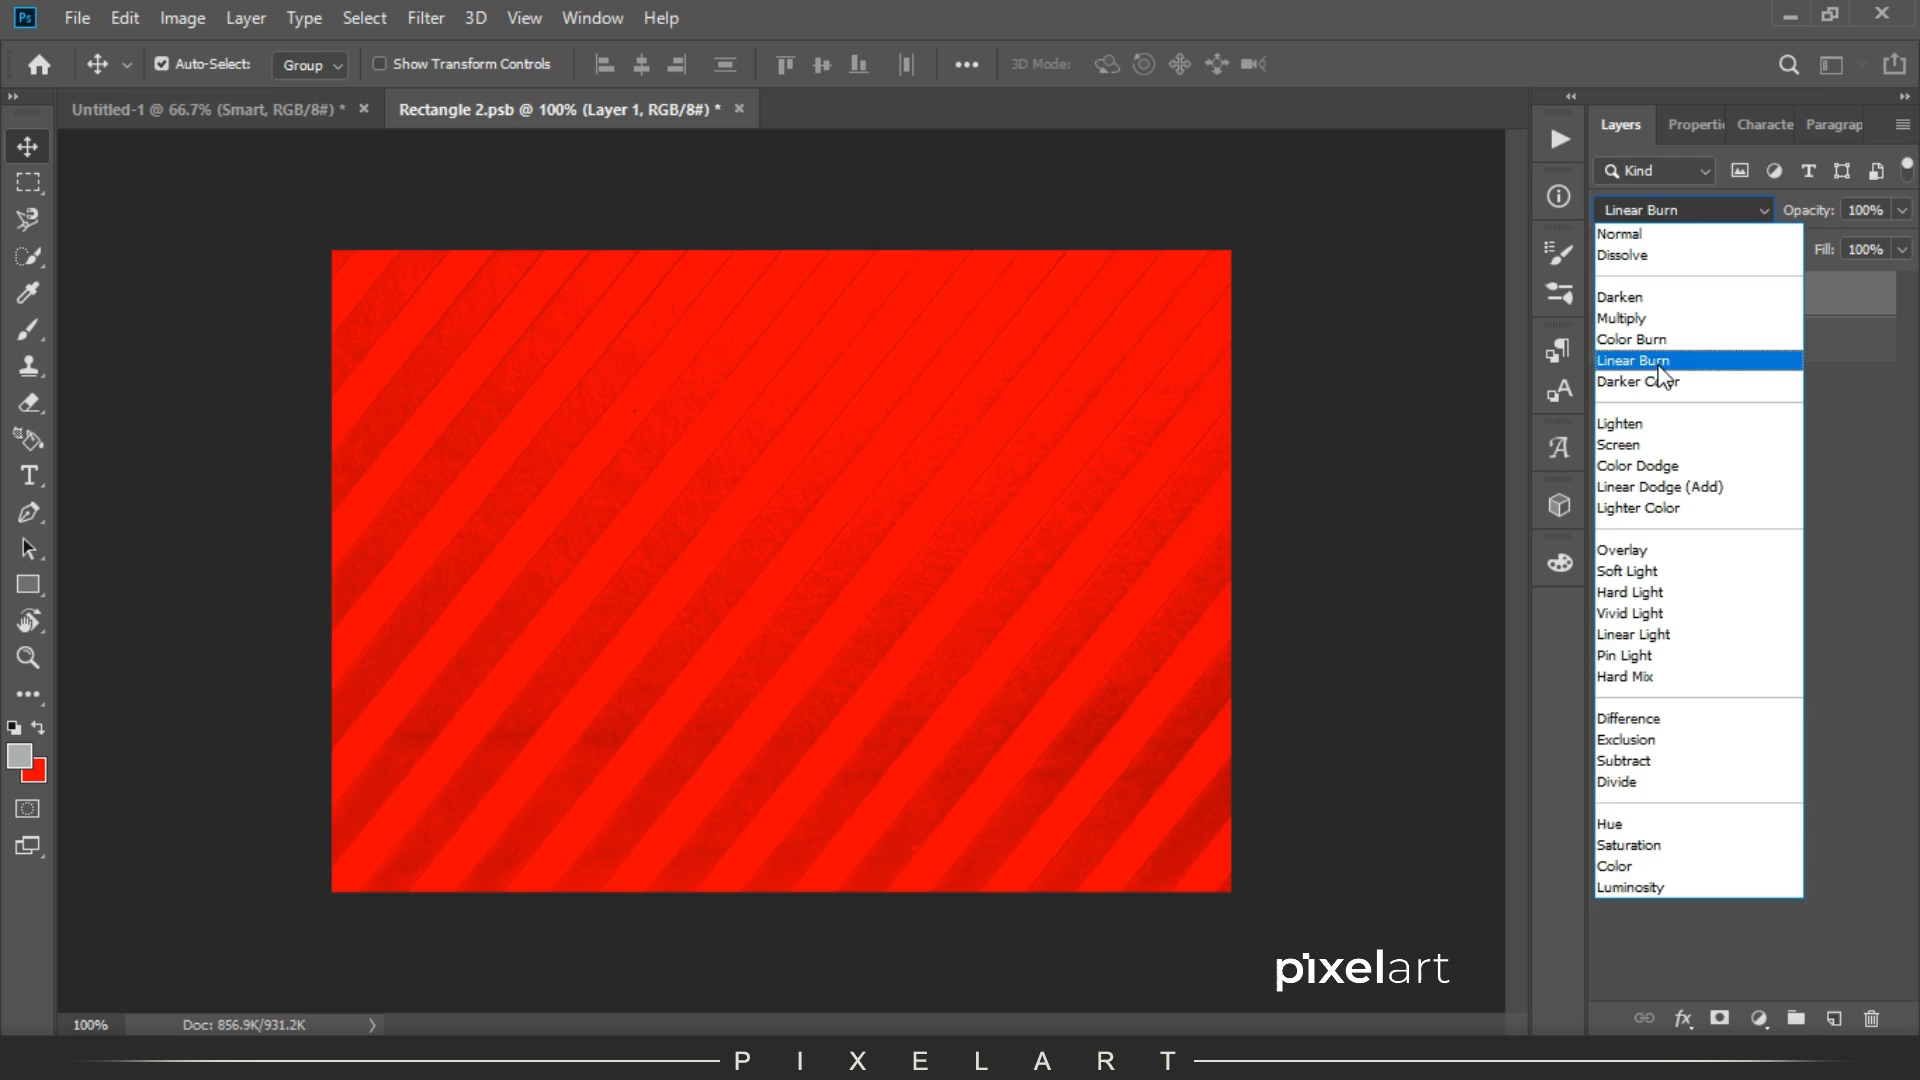 Ps File Edit Image Layer Type Select Filter 3D View Window Help
Auto-Select: Group Show Transform Controls 3D Mode:
Untitled-1 @ 66.7% (Smart, RGB/8#) * Rectangle 2.psb @ 100% (Layer 1, RGB/8#) *
Layers Properti Characte Paragrap
Kind
Linear Burn Opacity: 100%
Fill: 100%
Normal
Dissolve
Darken
Multiply
Color Burn
Linear Burn
Darker Color
Lighten
Screen
Color Dodge
Linear Dodge (Add)
Lighter Color
Overlay
Soft Light
Hard Light
Vivid Light
Linear Light
Pin Light
Hard Mix
Difference
Exclusion
Subtract
Divide
Hue
Saturation
Color
Luminosity
pixelart
100% Doc: 856.9K/931.2K
PIXELART